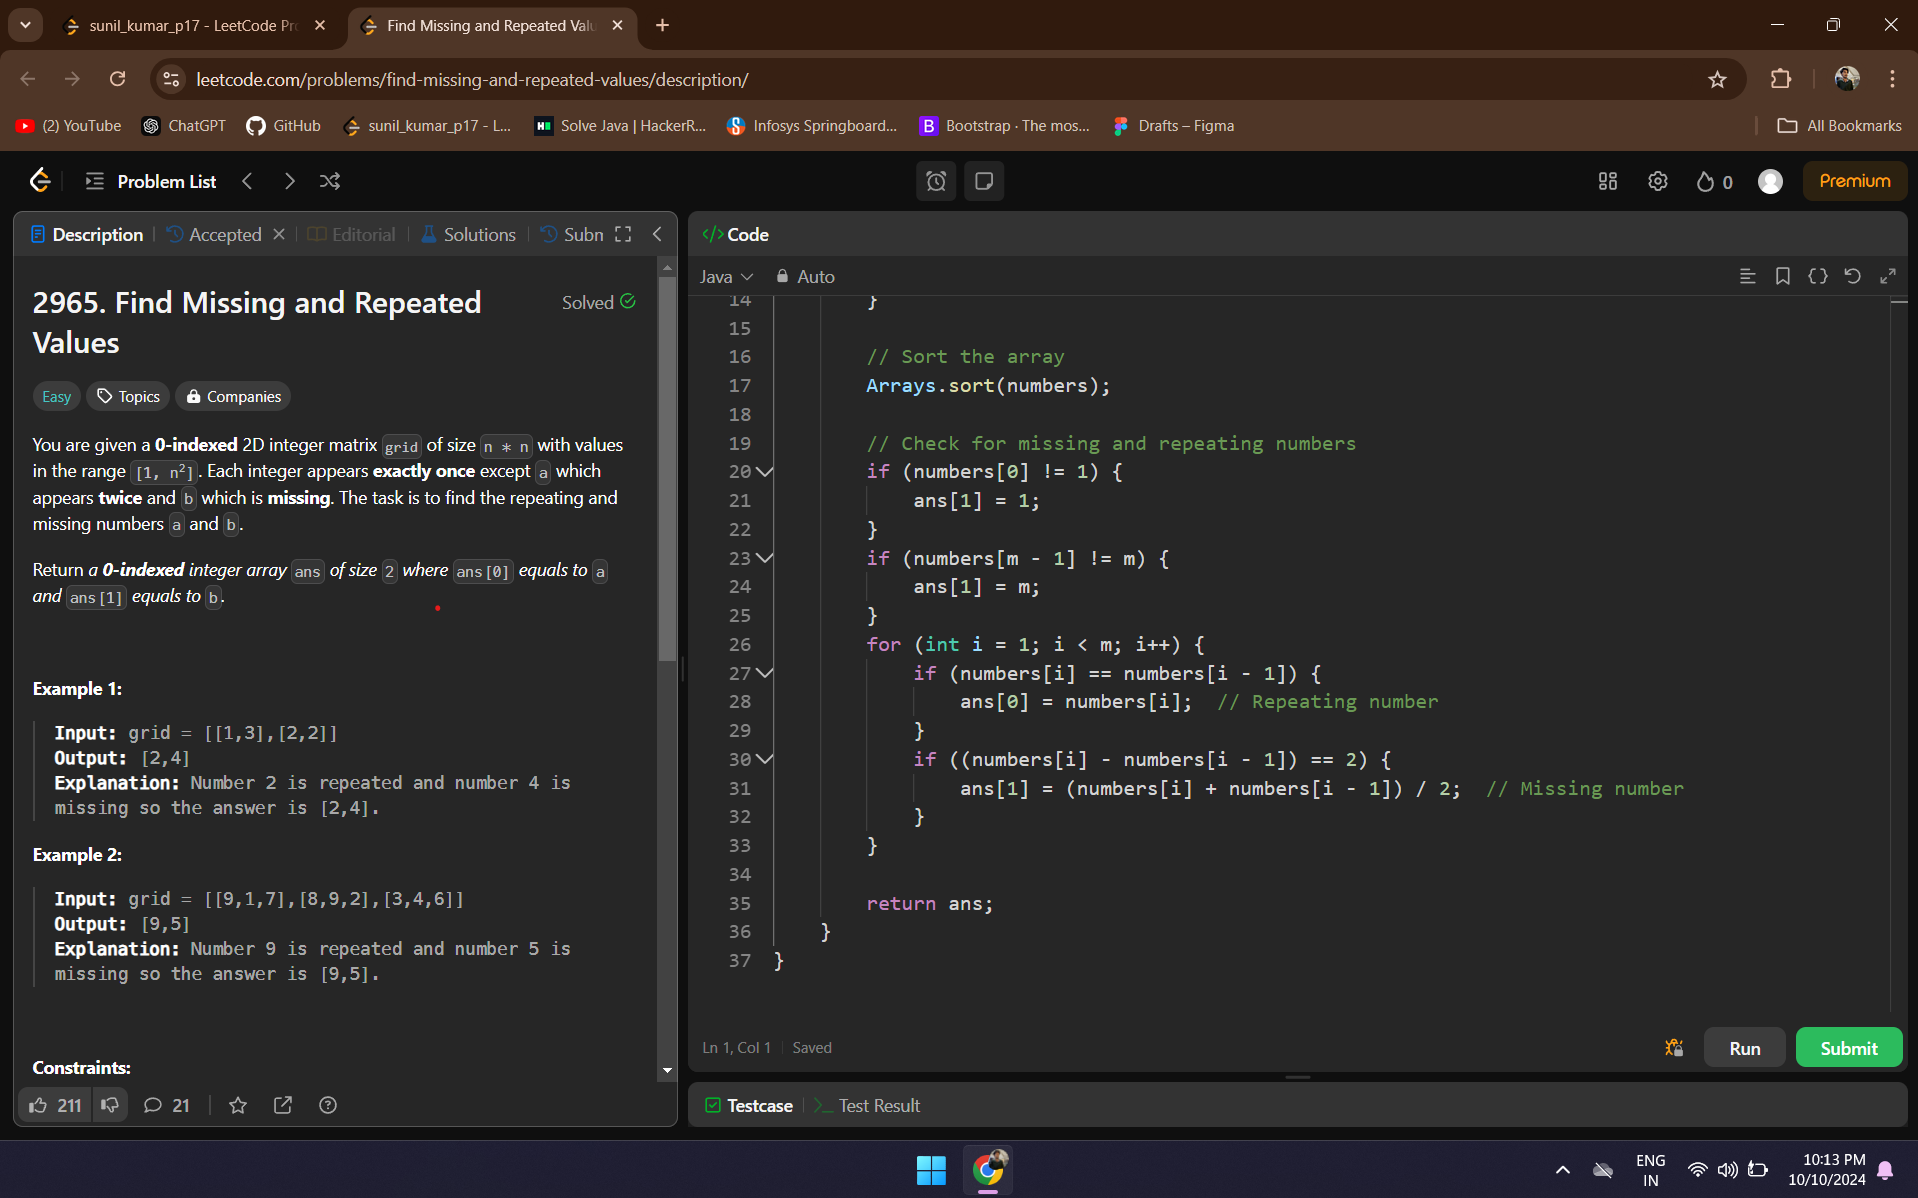 sunil_kumar_p17 - LeetCode Pr
Find Missing and Repeated Valu
leetcode.com/problems/find-missing-and-repeated-values/description/
(2) YouTube
ChatGPT
GitHub
sunil_kumar_p17 - L...
Solve Java | HackerR...
Infosys Springboard...
Bootstrap · The mos...
Drafts – Figma
All Bookmarks
Problem List
0
Premium
Description
Accepted
Editorial
Solutions
Subn
</> Code
Java
Auto
2965. Find Missing and Repeated
Values
Solved
Easy
Topics
Companies
You are given a 0-indexed 2D integer matrix grid of size n * n with values
in the range [1, n²]. Each integer appears exactly once except a which
appears twice and b which is missing. The task is to find the repeating and
missing numbers a and b.
Return a 0-indexed integer array ans of size 2 where ans[0] equals to a
and ans[1] equals to b.
Example 1:
Input: grid = [[1,3],[2,2]]
Output: [2,4]
Explanation: Number 2 is repeated and number 4 is
missing so the answer is [2,4].
Example 2:
Input: grid = [[9,1,7],[8,9,2],[3,4,6]]
Output: [9,5]
Explanation: Number 9 is repeated and number 5 is
missing so the answer is [9,5].
Constraints:
211
21
14 }
15
16 // Sort the array
17 Arrays.sort(numbers);
18
19 // Check for missing and repeating numbers
20 if (numbers[0] != 1) {
21 ans[1] = 1;
22 }
23 if (numbers[m - 1] != m) {
24 ans[1] = m;
25 }
26 for (int i = 1; i < m; i++) {
27 if (numbers[i] == numbers[i - 1]) {
28 ans[0] = numbers[i]; // Repeating number
29 }
30 if ((numbers[i] - numbers[i - 1]) == 2) {
31 ans[1] = (numbers[i] + numbers[i - 1]) / 2; // Missing number
32 }
33 }
34
35 return ans;
36 }
37 }
Ln 1, Col 1
Saved
Run
Submit
Testcase
Test Result
ENG
IN
10:13 PM
10/10/2024